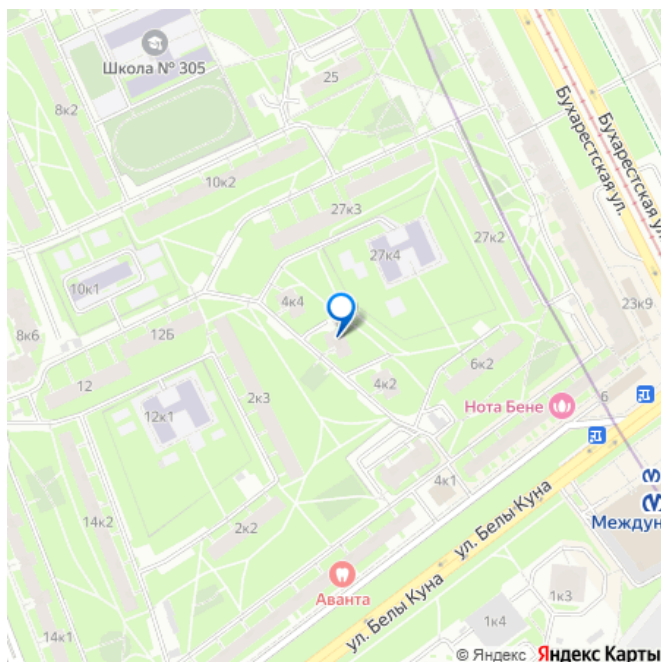 Школа № 305
25
8к2
Бухарестская ул.
Бухарестская ул.
10к2
27к3
27к2
27к4
10к1
4к4
23к9
8к6
12Б
12
2к3
4к2
6к2
6
Нота Бене
12к1
4к1
14к2
2к2
Междун
ул. Белы Куна
ул. Белы Куна
Аванта
1к3
1к4
14к1
© Яндекс Яндекс Карты